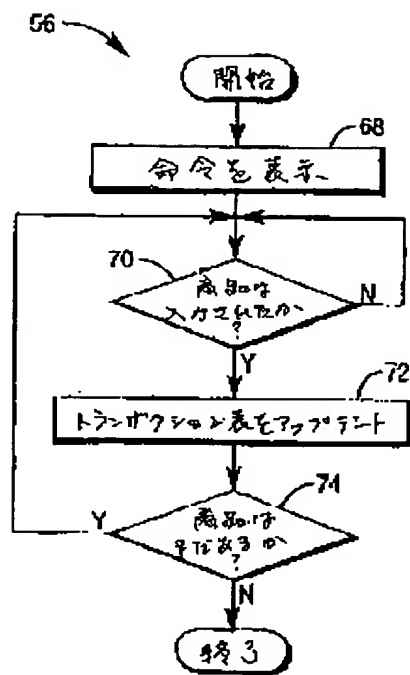 56
開始
68
命令を表示
70
商品は
入力されたか
?
N
Y
72
トランザクション表をアップデート
74
商品は
まだあるか
?
Y
N
終了